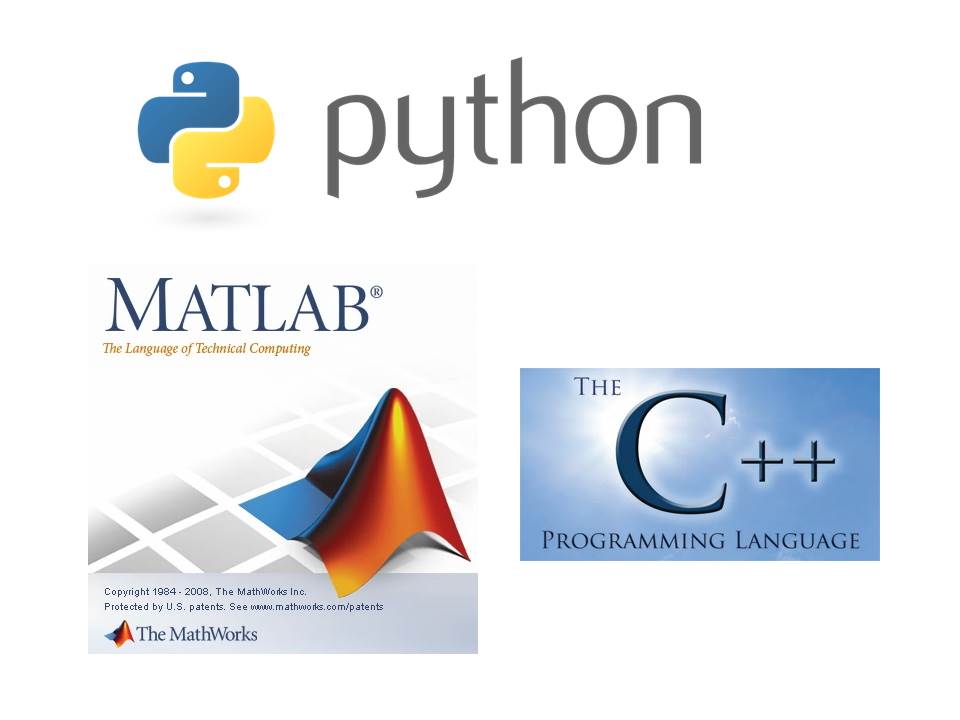 python
MATLAB®
The Language of Technical Computing
Copyright 1984 - 2008, The MathWorks Inc.
Protected by U.S. patents. See www.mathworks.com/patents
The MathWorks
THE
C++
PROGRAMMING LANGUAGE